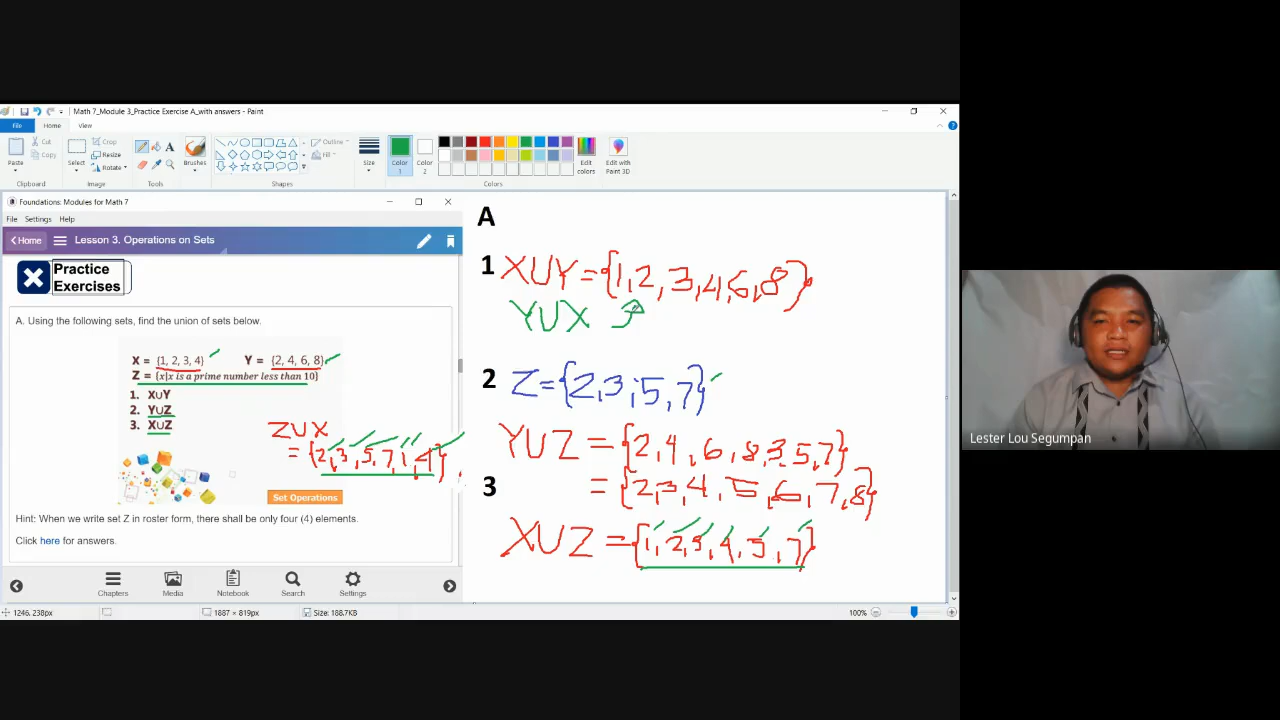 Math 7_Module 3_Practice Exercise A_with answers - Paint
File Home View
Paste
Cut
Copy
Clipboard
Select
Crop
Resize
Rotate
Image
Tools
Brushes
Shapes
Outline
Fill
Size
Color 1
Color 2
Colors
Edit colors
Edit with Paint 3D
Foundations: Modules for Math 7
File Settings Help
Home
Lesson 3. Operations on Sets
Practice
Exercises
A. Using the following sets, find the union of sets below.
X = {1, 2, 3, 4} Y = {2, 4, 6, 8}
Z = {x|x is a prime number less than 10}
1. X∪Y
2. Y∪Z
3. X∪Z
Z∪X
= {2,3,5,7,1,4}
Set Operations
Hint: When we write set Z in roster form, there shall be only four (4) elements.
Click here for answers.
Chapters Media Notebook Search Settings
A
1 X∪Y={1,2,3,4,6,8}
Y∪X
2 Z={2,3,5,7}
Y∪Z = {2,4,6,8,3,5,7}
= {2,3,4,5,6,7,8}
3
X∪Z = {1,2,3,4,5,7}
1246, 238px
1887 × 819px
Size: 188.7KB
100%
Lester Lou Segumpan